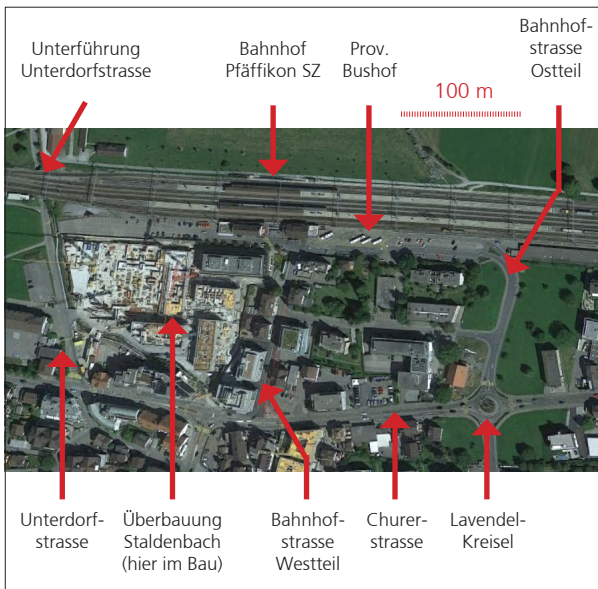 Unterführung
Unterdorfstrasse
Bahnhof
Pfäffikon SZ
Prov.
Bushof
Bahnhof-
strasse
Ostteil
100 m
Unterdorf-
strasse
Überbauung
Staldenbach
(hier im Bau)
Bahnhof-
strasse
Westteil
Churer-
strasse
Lavendel-
Kreisel